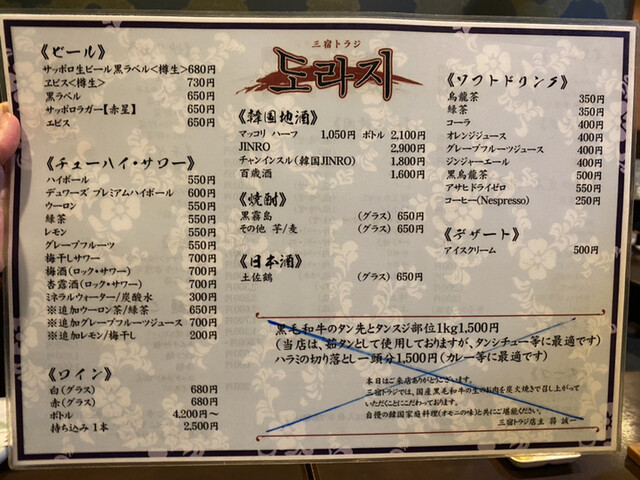 《ビール》
サッポロ生ビール黒ラベル<樽生>680円
ヱビス<樽生> 730円
黒ラベル 650円
サッポロラガー【赤星】 650円
ヱビス 650円
《チューハイ・サワー》
ハイボール 550円
デュワーズ プレミアムハイボール 600円
ウーロン 550円
緑茶 550円
レモン 550円
グレープフルーツ 550円
梅干しサワー 700円
梅酒(ロック・サワー) 700円
杏露酒(ロック・サワー) 700円
ミネラルウォーター/炭酸水 300円
※追加ウーロン茶/緑茶 650円
※追加グレープフルーツジュース 700円
※追加レモン/梅干し 200円
《ワイン》
白(グラス) 680円
赤(グラス) 680円
ボトル 4,200円～
持ち込み1本 2,500円
三宿トラジ
도라지
《韓国地酒》
マッコリ ハーフ 1,050円 ボトル 2,100円
JINRO 2,900円
チャンインスル(韓国JINRO) 1,800円
百歳酒 1,600円
《焼酎》
黒霧島 (グラス) 650円
その他 芋/麦 (グラス) 650円
《日本酒》
土佐鶴 (グラス) 650円
《ソフトドリンク》
烏龍茶 350円
緑茶 350円
コーラ 400円
オレンジジュース 400円
グレープフルーツジュース 400円
ジンジャーエール 400円
黒烏龍茶 500円
アサヒドライゼロ 550円
コーヒー(Nespresso) 250円
《デザート》
アイスクリーム 500円
黒毛和牛のタン先とタンスジ部位1kg1,500円
(当店は、茹タンとして使用しておりますが、タンシチュー等に最適です)
ハラミの切り落とし一頭分1,500円(カレー等に最適です)
本日はご来店ありがとうございます。
三宿トラジでは、国産黒毛和牛の生のお肉を炭火焼きで召し上がって
いただくことにこだわっております。
自慢の韓国家庭料理(オモニの味)と共にご堪能ください。
三宿トラジ店主 蒋 誠一